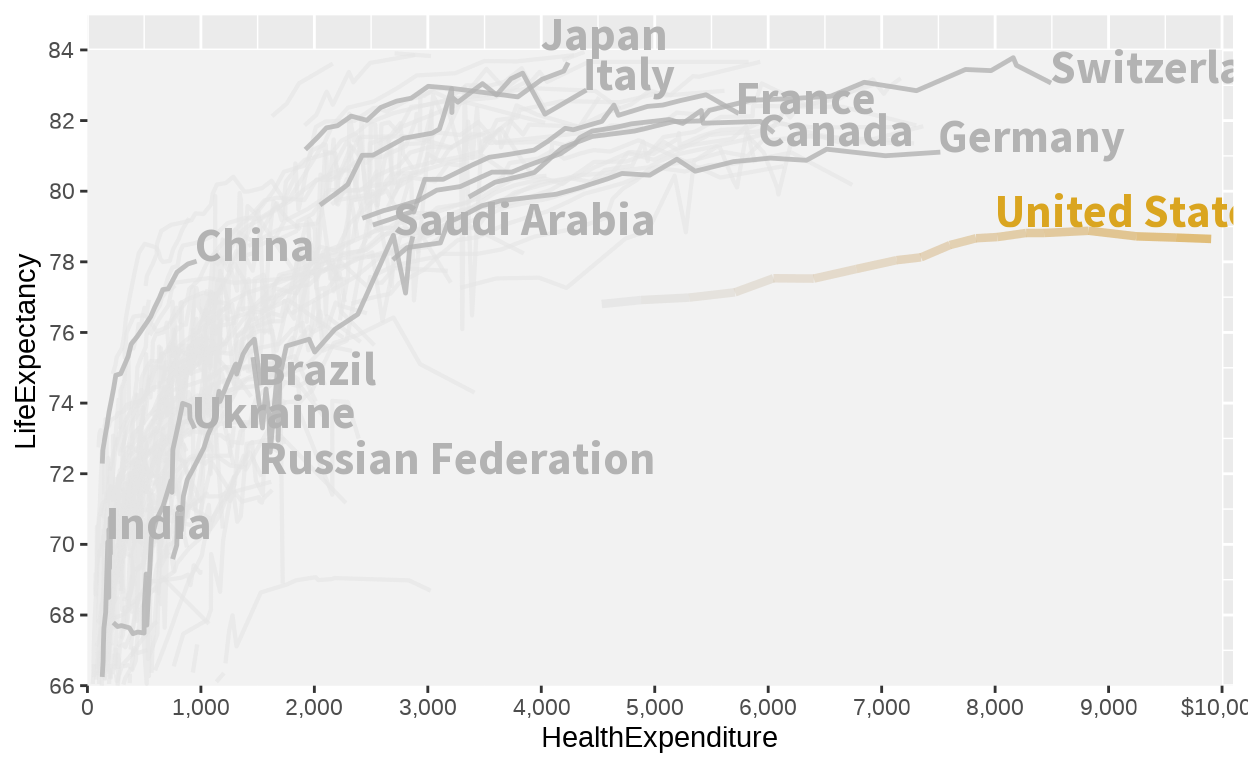 84
82
80
78
76
74
72
70
68
66
LifeExpectancy
Japan
Italy
Switzerla
France
Canada
Germany
United State
Saudi Arabia
China
Brazil
Ukraine
Russian Federation
India
0 1,000 2,000 3,000 4,000 5,000 6,000 7,000 8,000 9,000 $10,00
HealthExpenditure